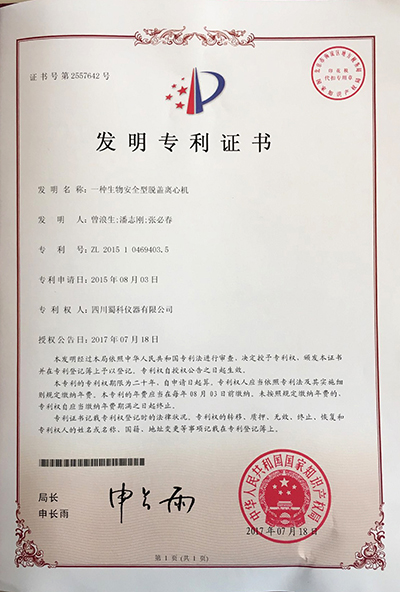 证书号第2557642号
印花税
代扣专用章
发明专利证书
发 明 名 称：一种生物安全型脱盖离心机
发 明 人：曾浪生;潘志刚;张必春
专 利 号：ZL 2015 1 0469403.5
专利申请日：2015年08月03日
专 利 权 人：四川蜀科仪器有限公司
授权公告日：2017年07月18日
本发明经过本局依照中华人民共和国专利法进行审查，决定授予专利权，颁发本证书
并在专利登记簿上予以登记。专利权自授权公告之日起生效。
本专利的专利权期限为二十年，自申请日起算。专利权人应当依照专利法及其实施细
则规定缴纳年费。本专利的年费应当在每年08月03日前缴纳。未按照规定缴纳年费的，
专利权自应当缴纳年费期满之日起终止。
专利证书记载专利权登记时的法律状况。专利权的转移、质押、无效、终止、恢复和
专利权人的姓名或名称、国籍、地址变更等事项记载在专利登记簿上。
局长
申长雨
申长雨
中华人民共和国国家知识产权局
2017年07月18日
第1页（共1页）